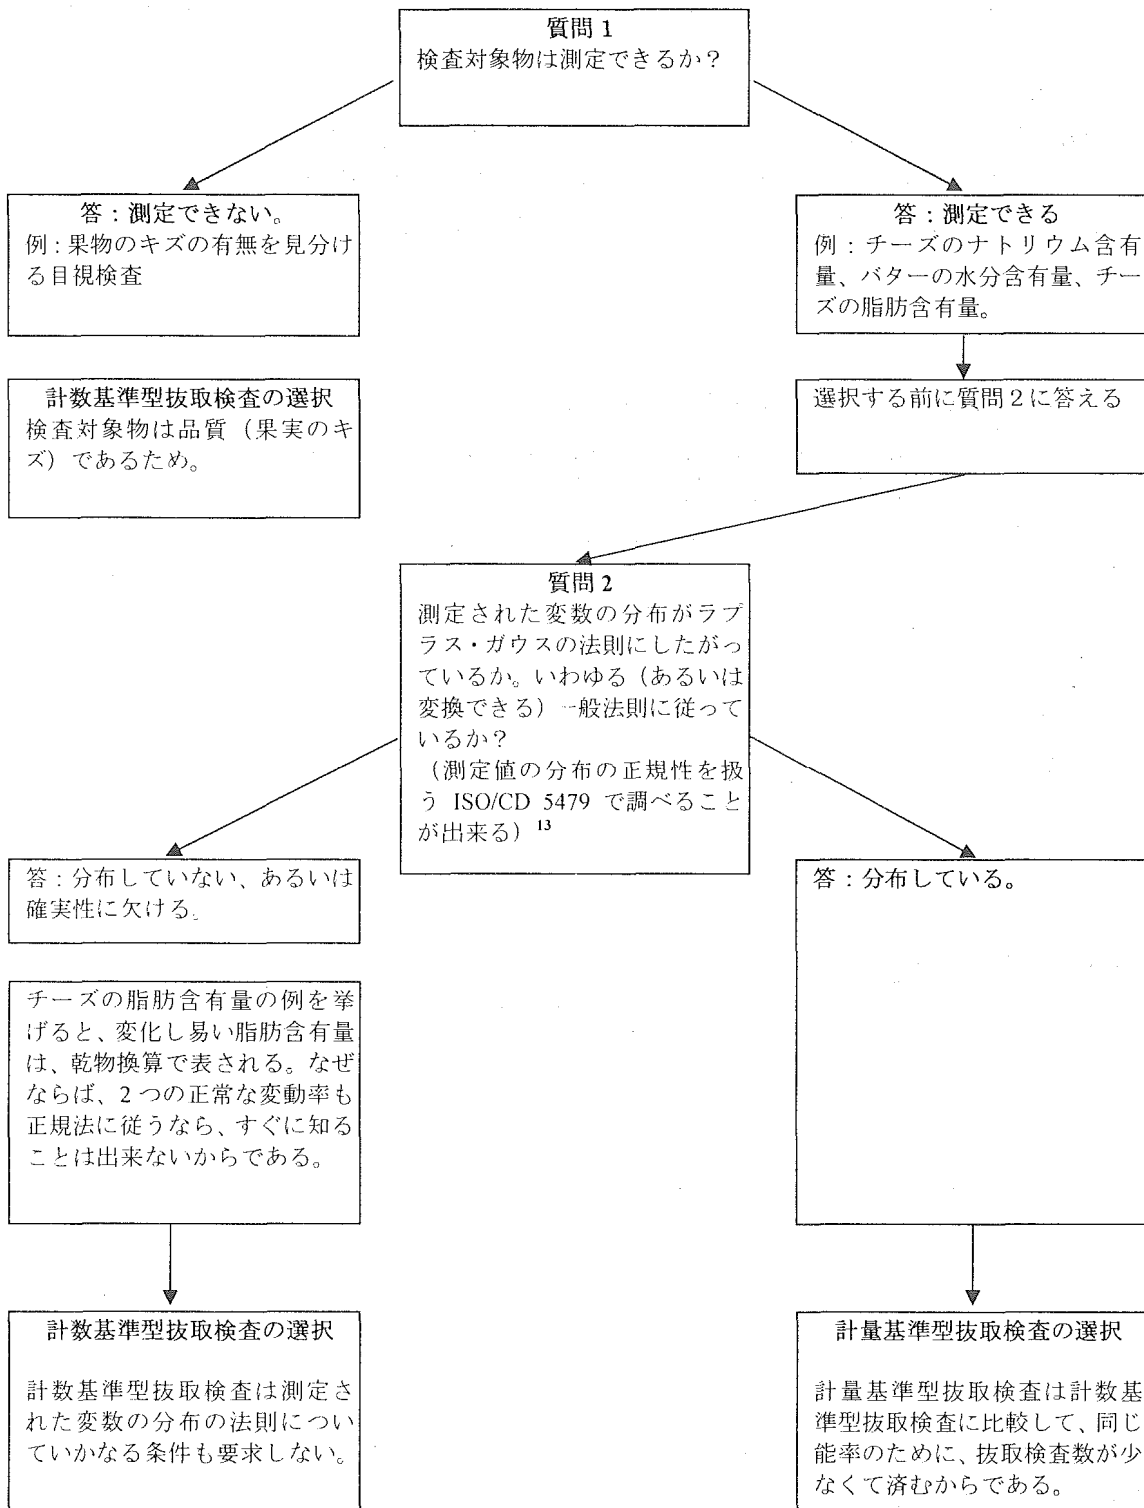 質問 1
検査対象物は測定できるか？
答：測定できない。
例：果物のキズの有無を見分け
る目視検査
答：測定できる
例：チーズのナトリウム含有
量、バターの水分含有量、チー
ズの脂肪含有量。
計数基準型抜取検査の選択
検査対象物は品質（果実のキ
ズ）であるため。
選択する前に質問２に答える
質問 2
測定された変数の分布がラプ
ラス・ガウスの法則にしたがっ
ているか。いわゆる（あるいは
変換できる）一般法則に従って
いるか？
（測定値の分布の正規性を扱
う ISO/CD 5479 で調べること
が出来る）13
答：分布していない、あるいは
確実性に欠ける。
答：分布している。
チーズの脂肪含有量の例を挙
げると、変化し易い脂肪含有量
は、乾物換算で表される。なぜ
ならば、2 つの正常な変動率も
正規法に従うなら、すぐに知る
ことは出来ないからである。
計数基準型抜取検査の選択
計数基準型抜取検査は測定さ
れた変数の分布の法則につい
ていかなる条件も要求しない。
計量基準型抜取検査の選択
計量基準型抜取検査は計数基
準型抜取検査に比較して、同じ
能率のために、抜取検査数が少
なくて済むからである。